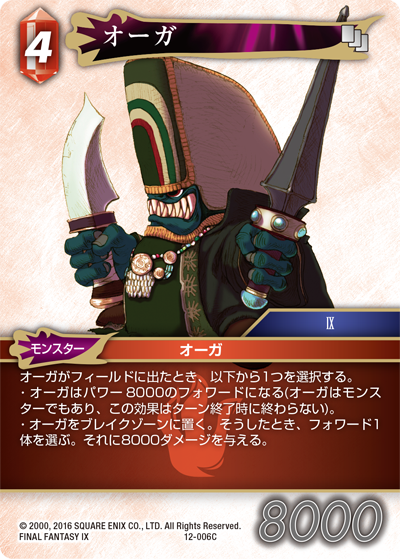 4
オーガ
IX
モンスター
オーガ
オーガがフィールドに出たとき、以下から1つを選択する。
・オーガはパワー8000のフォワードになる(オーガはモンス
ターでもあり、この効果はターン終了時に終わらない)。
・オーガをブレイクゾーンに置く。そうしたとき、フォワード1
体を選ぶ。それに8000ダメージを与える。
© 2000, 2016 SQUARE ENIX CO., LTD. All Rights Reserved.
FINAL FANTASY IX
12-006C
8000